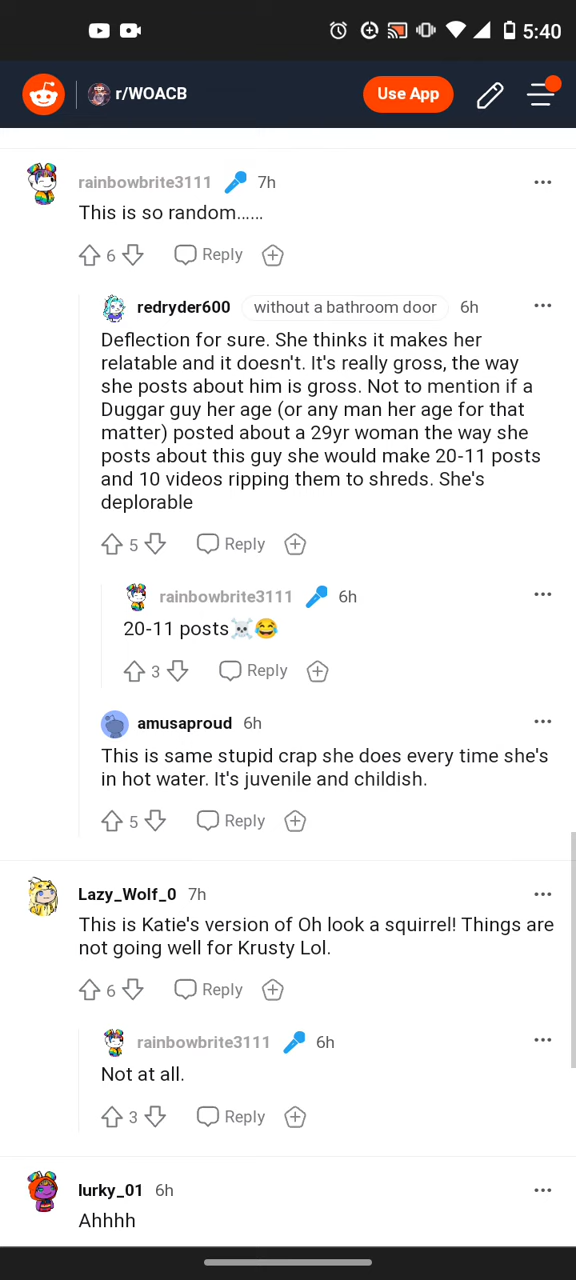 5:40
r/WOACB
Use App
rainbowbrite3111 7h
This is so random......
6 Reply
redryder600 without a bathroom door 6h
Deflection for sure. She thinks it makes her
relatable and it doesn't. It's really gross, the way
she posts about him is gross. Not to mention if a
Duggar guy her age (or any man her age for that
matter) posted about a 29yr woman the way she
posts about this guy she would make 20-11 posts
and 10 videos ripping them to shreds. She's
deplorable
5 Reply
rainbowbrite3111 6h
20-11 posts☠️😂
3 Reply
amusaproud 6h
This is same stupid crap she does every time she's
in hot water. It's juvenile and childish.
5 Reply
Lazy_Wolf_0 7h
This is Katie's version of Oh look a squirrel! Things are
not going well for Krusty Lol.
6 Reply
rainbowbrite3111 6h
Not at all.
3 Reply
lurky_01 6h
Ahhhh